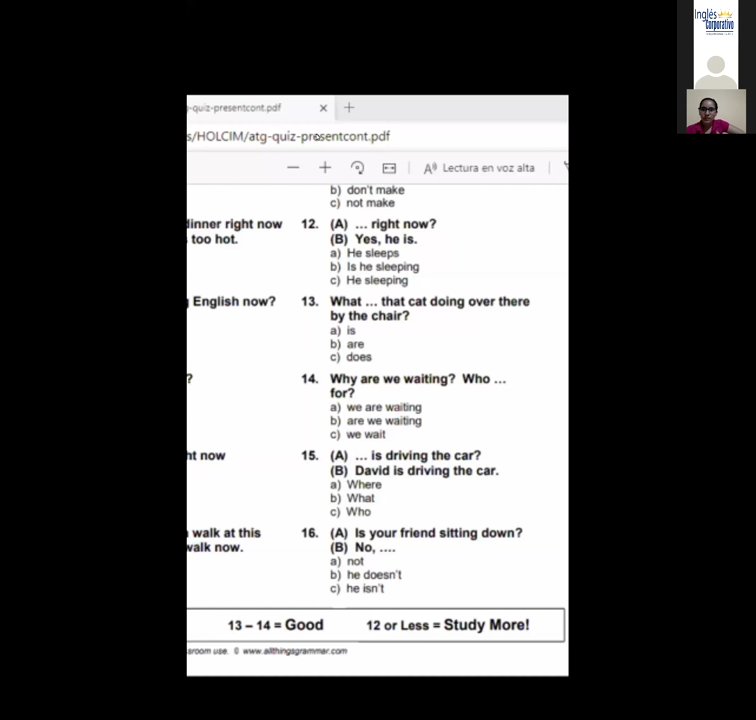 Inglés
corporativo
-quiz-presentcont.pdf
s/HOLCIM/atg-quiz-presentcont.pdf
Lectura en voz alta
b) don't make
c) not make
dinner right now
too hot.
12. (A) ... right now?
(B) Yes, he is.
a) He sleeps
b) Is he sleeping
c) He sleeping
English now?
13. What ... that cat doing over there
by the chair?
a) is
b) are
c) does
?
14. Why are we waiting? Who ...
for?
a) we are waiting
b) are we waiting
c) we wait
ht now
15. (A) ... is driving the car?
(B) David is driving the car.
a) Where
b) What
c) Who
walk at this
walk now.
16. (A) Is your friend sitting down?
(B) No, ....
a) not
b) he doesn't
c) he isn't
13 – 14 = Good 12 or Less = Study More!
sroom use. © www.allthingsgrammar.com